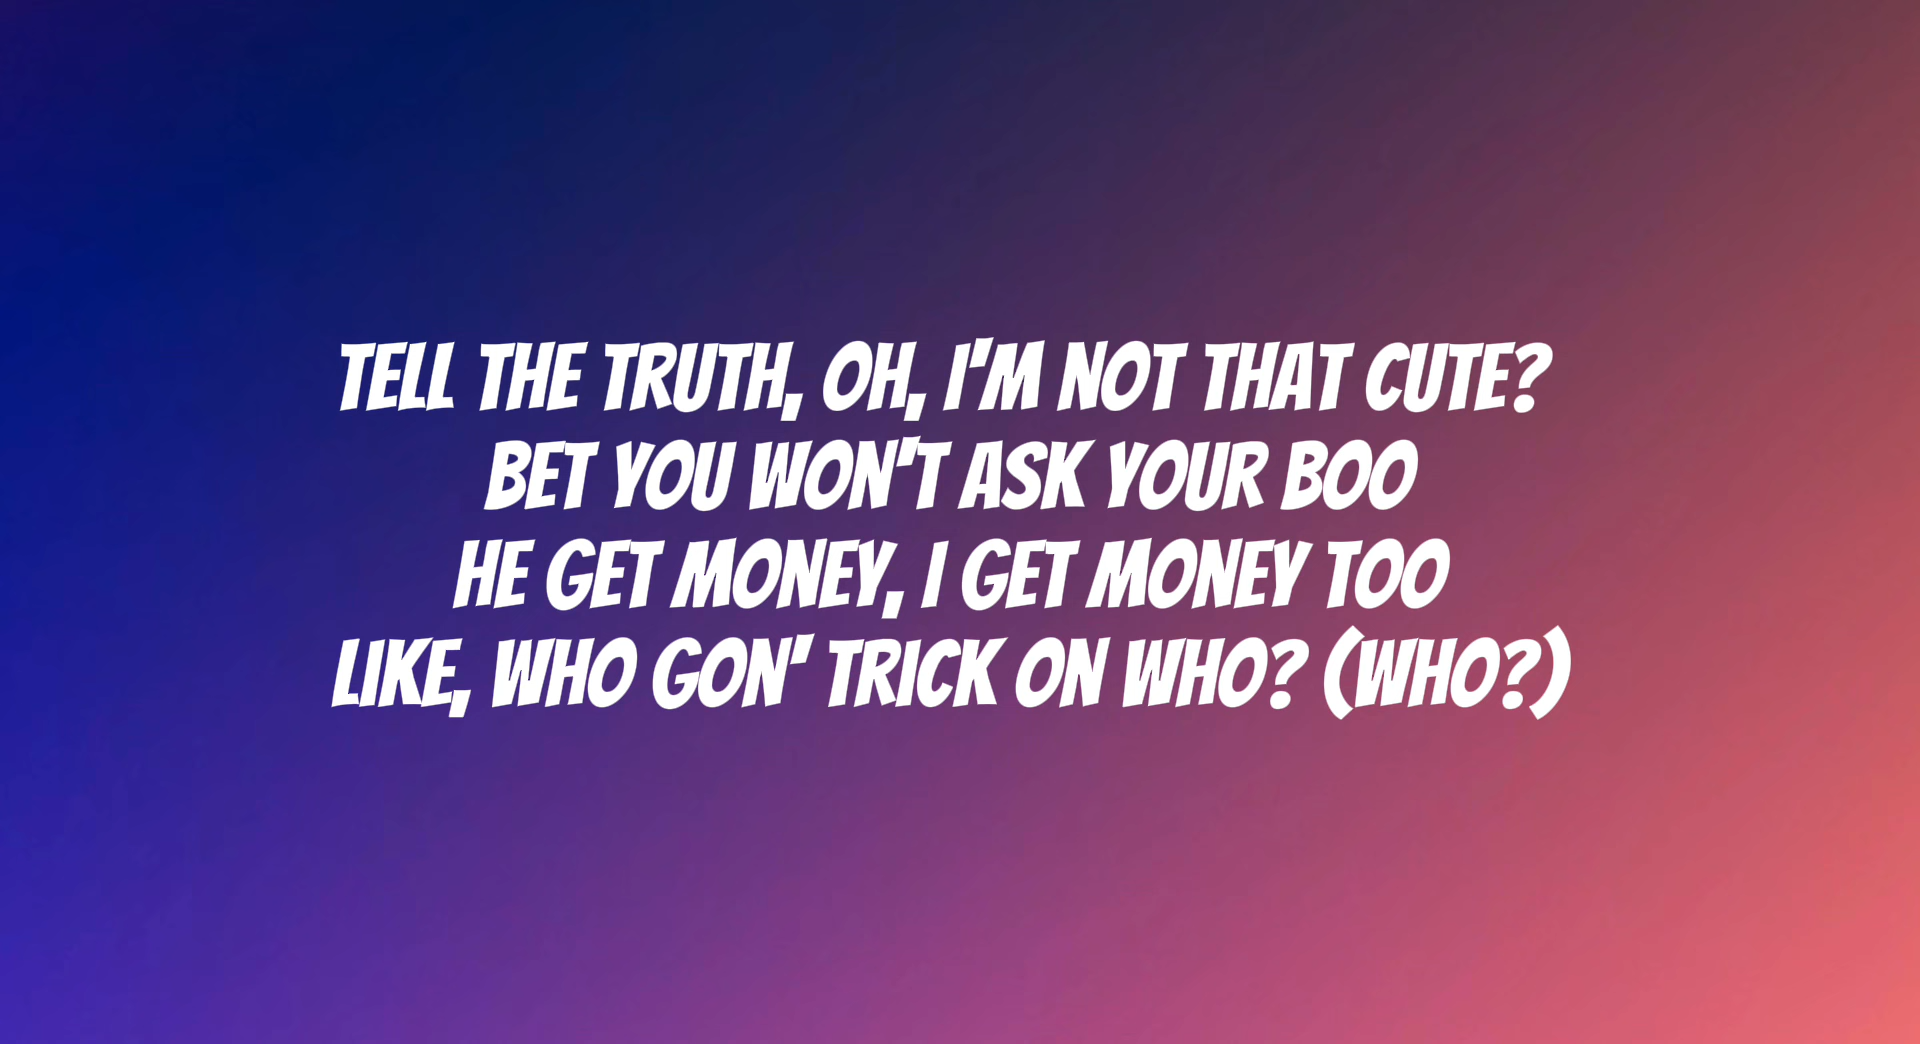 TELL THE TRUTH, OH, I'M NOT THAT CUTE?
BET YOU WON'T ASK YOUR BOO
HE GET MONEY, I GET MONEY TOO
LIKE, WHO GON' TRICK ON WHO? (WHO?)